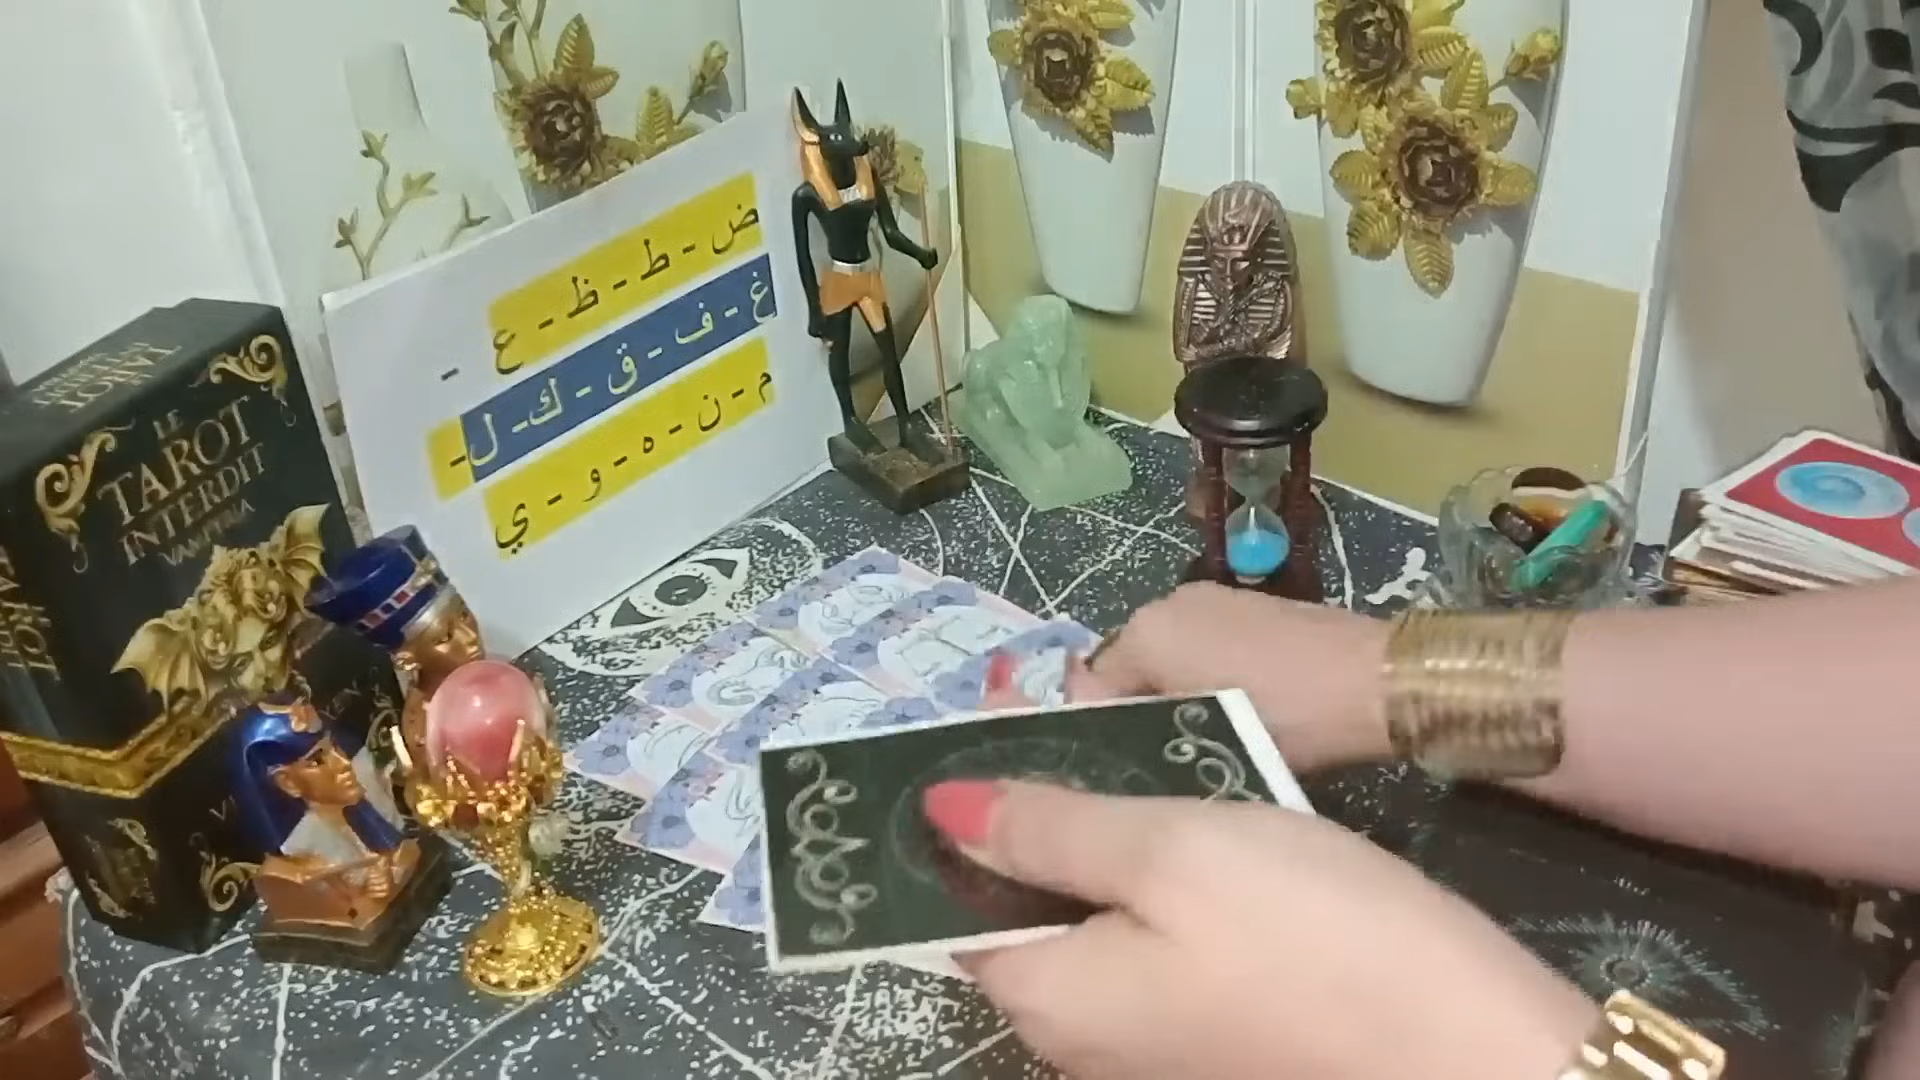 ض - ط - ظ - ع -
غ - ف - ق - ك - ل -
م - ن - ه - و - ي
LE
TAROT
INTERDIT
VAMPIRIA